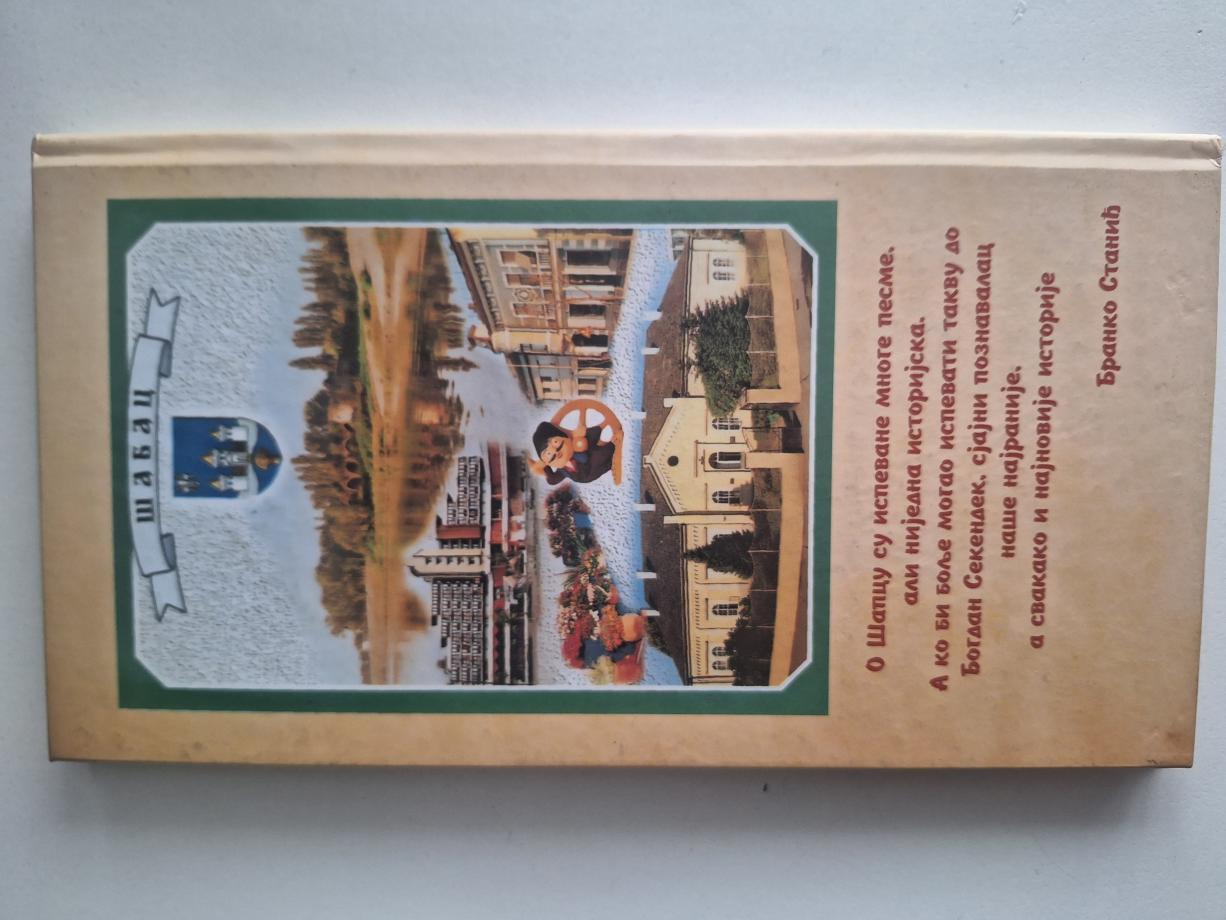 ШАБАЦ
О Шапцу су испеване многе песме,
али ниједна историјска.
А ко би боље могао испевати такву до
Богдан Секендек, сјајни познавалац
наше најраније,
а свакако и најновије историје
Бранко Станић